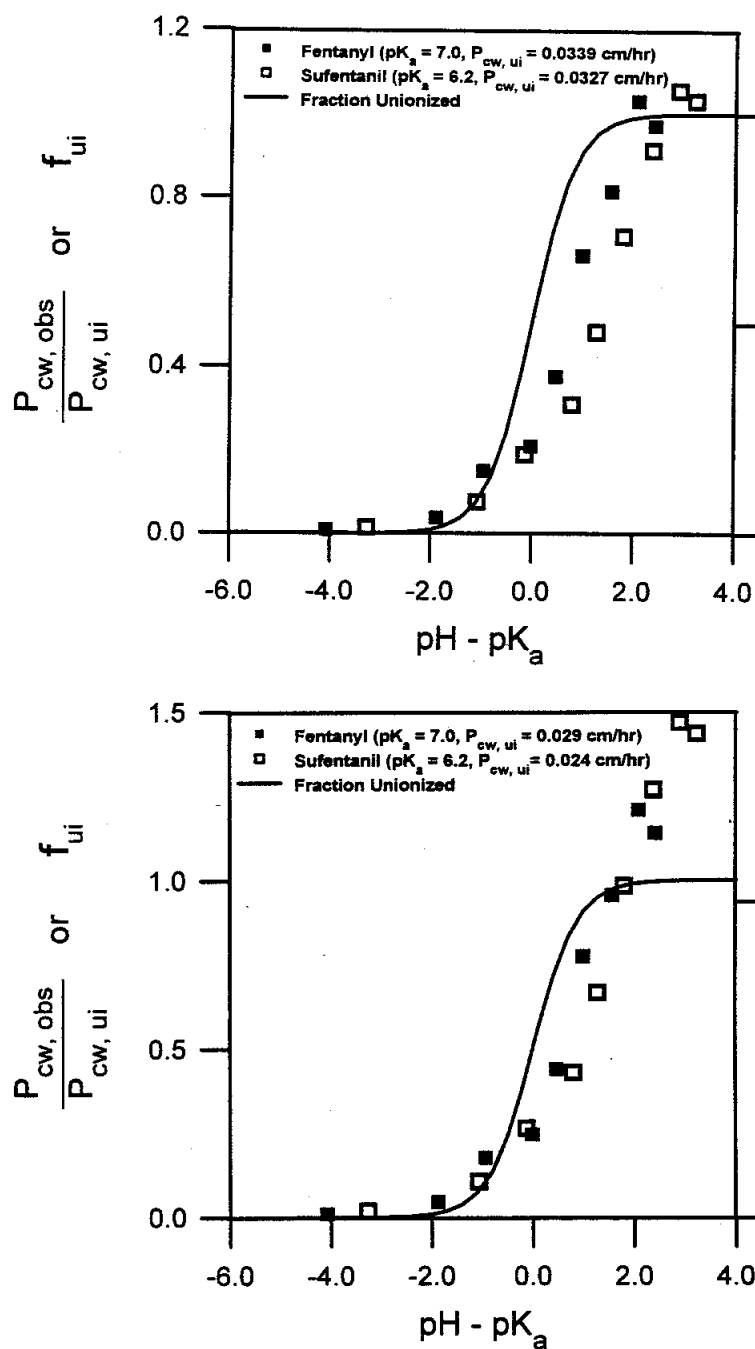 1.2
0.8
0.4
0.0
-6.0 -4.0 -2.0 0.0 2.0 4.0
pH - pKa
Pcw, obs
Pcw, ui
or fui
Fentanyl (pKa = 7.0, Pcw, ui = 0.0339 cm/hr)
Sufentanil (pKa = 6.2, Pcw, ui = 0.0327 cm/hr)
Fraction Unionized
1.5
1.0
0.5
0.0
-6.0 -4.0 -2.0 0.0 2.0 4.0
pH - pKa
Pcw, obs
Pcw, ui
or fui
Fentanyl (pKa = 7.0, Pcw, ui = 0.029 cm/hr)
Sufentanil (pKa = 6.2, Pcw, ui = 0.024 cm/hr)
Fraction Unionized